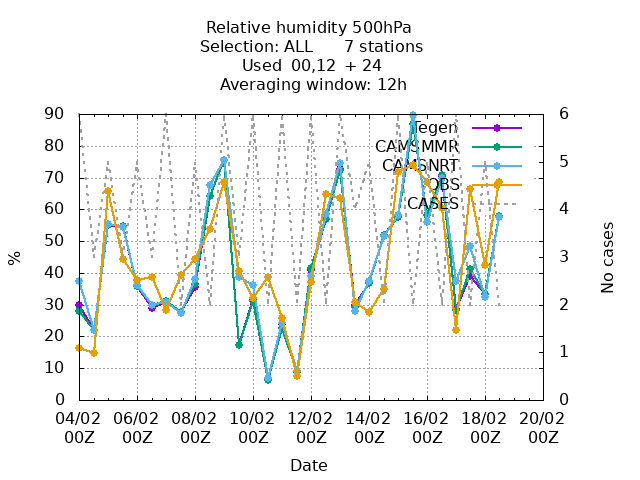 Relative humidity 500hPa
Selection: ALL 7 stations
Used 00,12 + 24
Averaging window: 12h
90
80
70
60
50
40
30
20
10
0
%
6
5
4
3
2
1
0
No cases
Tegen
CAMSMMR
CAMSNRT
OBS
CASES
04/02 06/02 08/02 10/02 12/02 14/02 16/02 18/02 20/02
00Z 00Z 00Z 00Z 00Z 00Z 00Z 00Z 00Z
Date